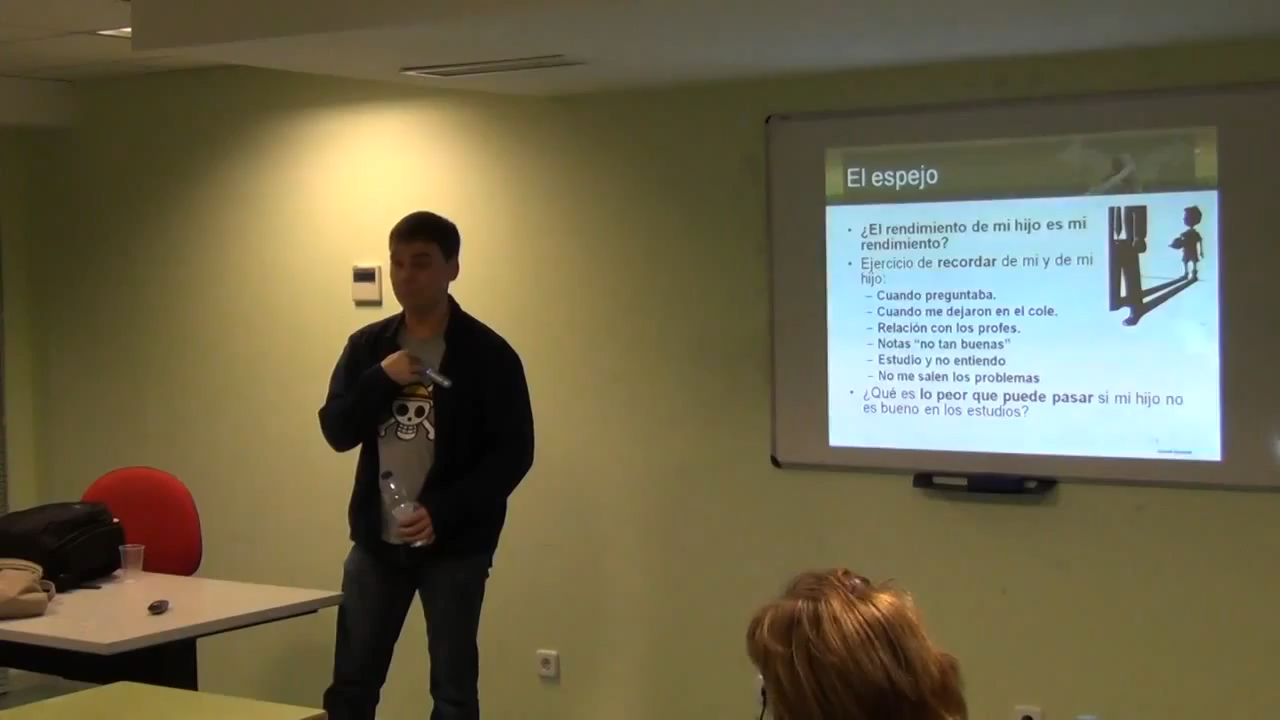 El espejo
• ¿El rendimiento de mi hijo es mi
rendimiento?
• Ejercicio de recordar de mi y de mi
hijo:
– Cuando preguntaba.
– Cuando me dejaron en el cole.
– Relación con los profes.
– Notas “no tan buenas”
– Estudio y no entiendo
– No me salen los problemas
• ¿Qué es lo peor que puede pasar si mi hijo no
es bueno en los estudios?